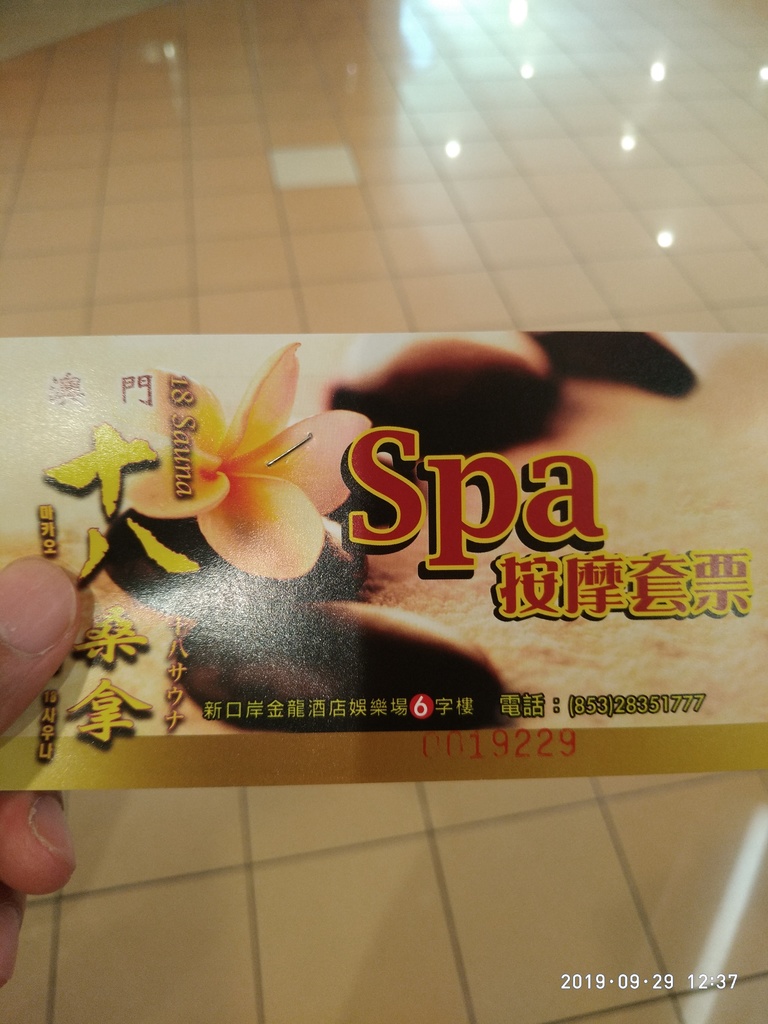 澳門
18 Sauna
十八
桑拿
마카오
18 사우나
十八サウナ
Spa
按摩套票
新口岸金龍酒店娛樂場6字樓 電話：(853)28351777
0019229
2019·09·29 12:37